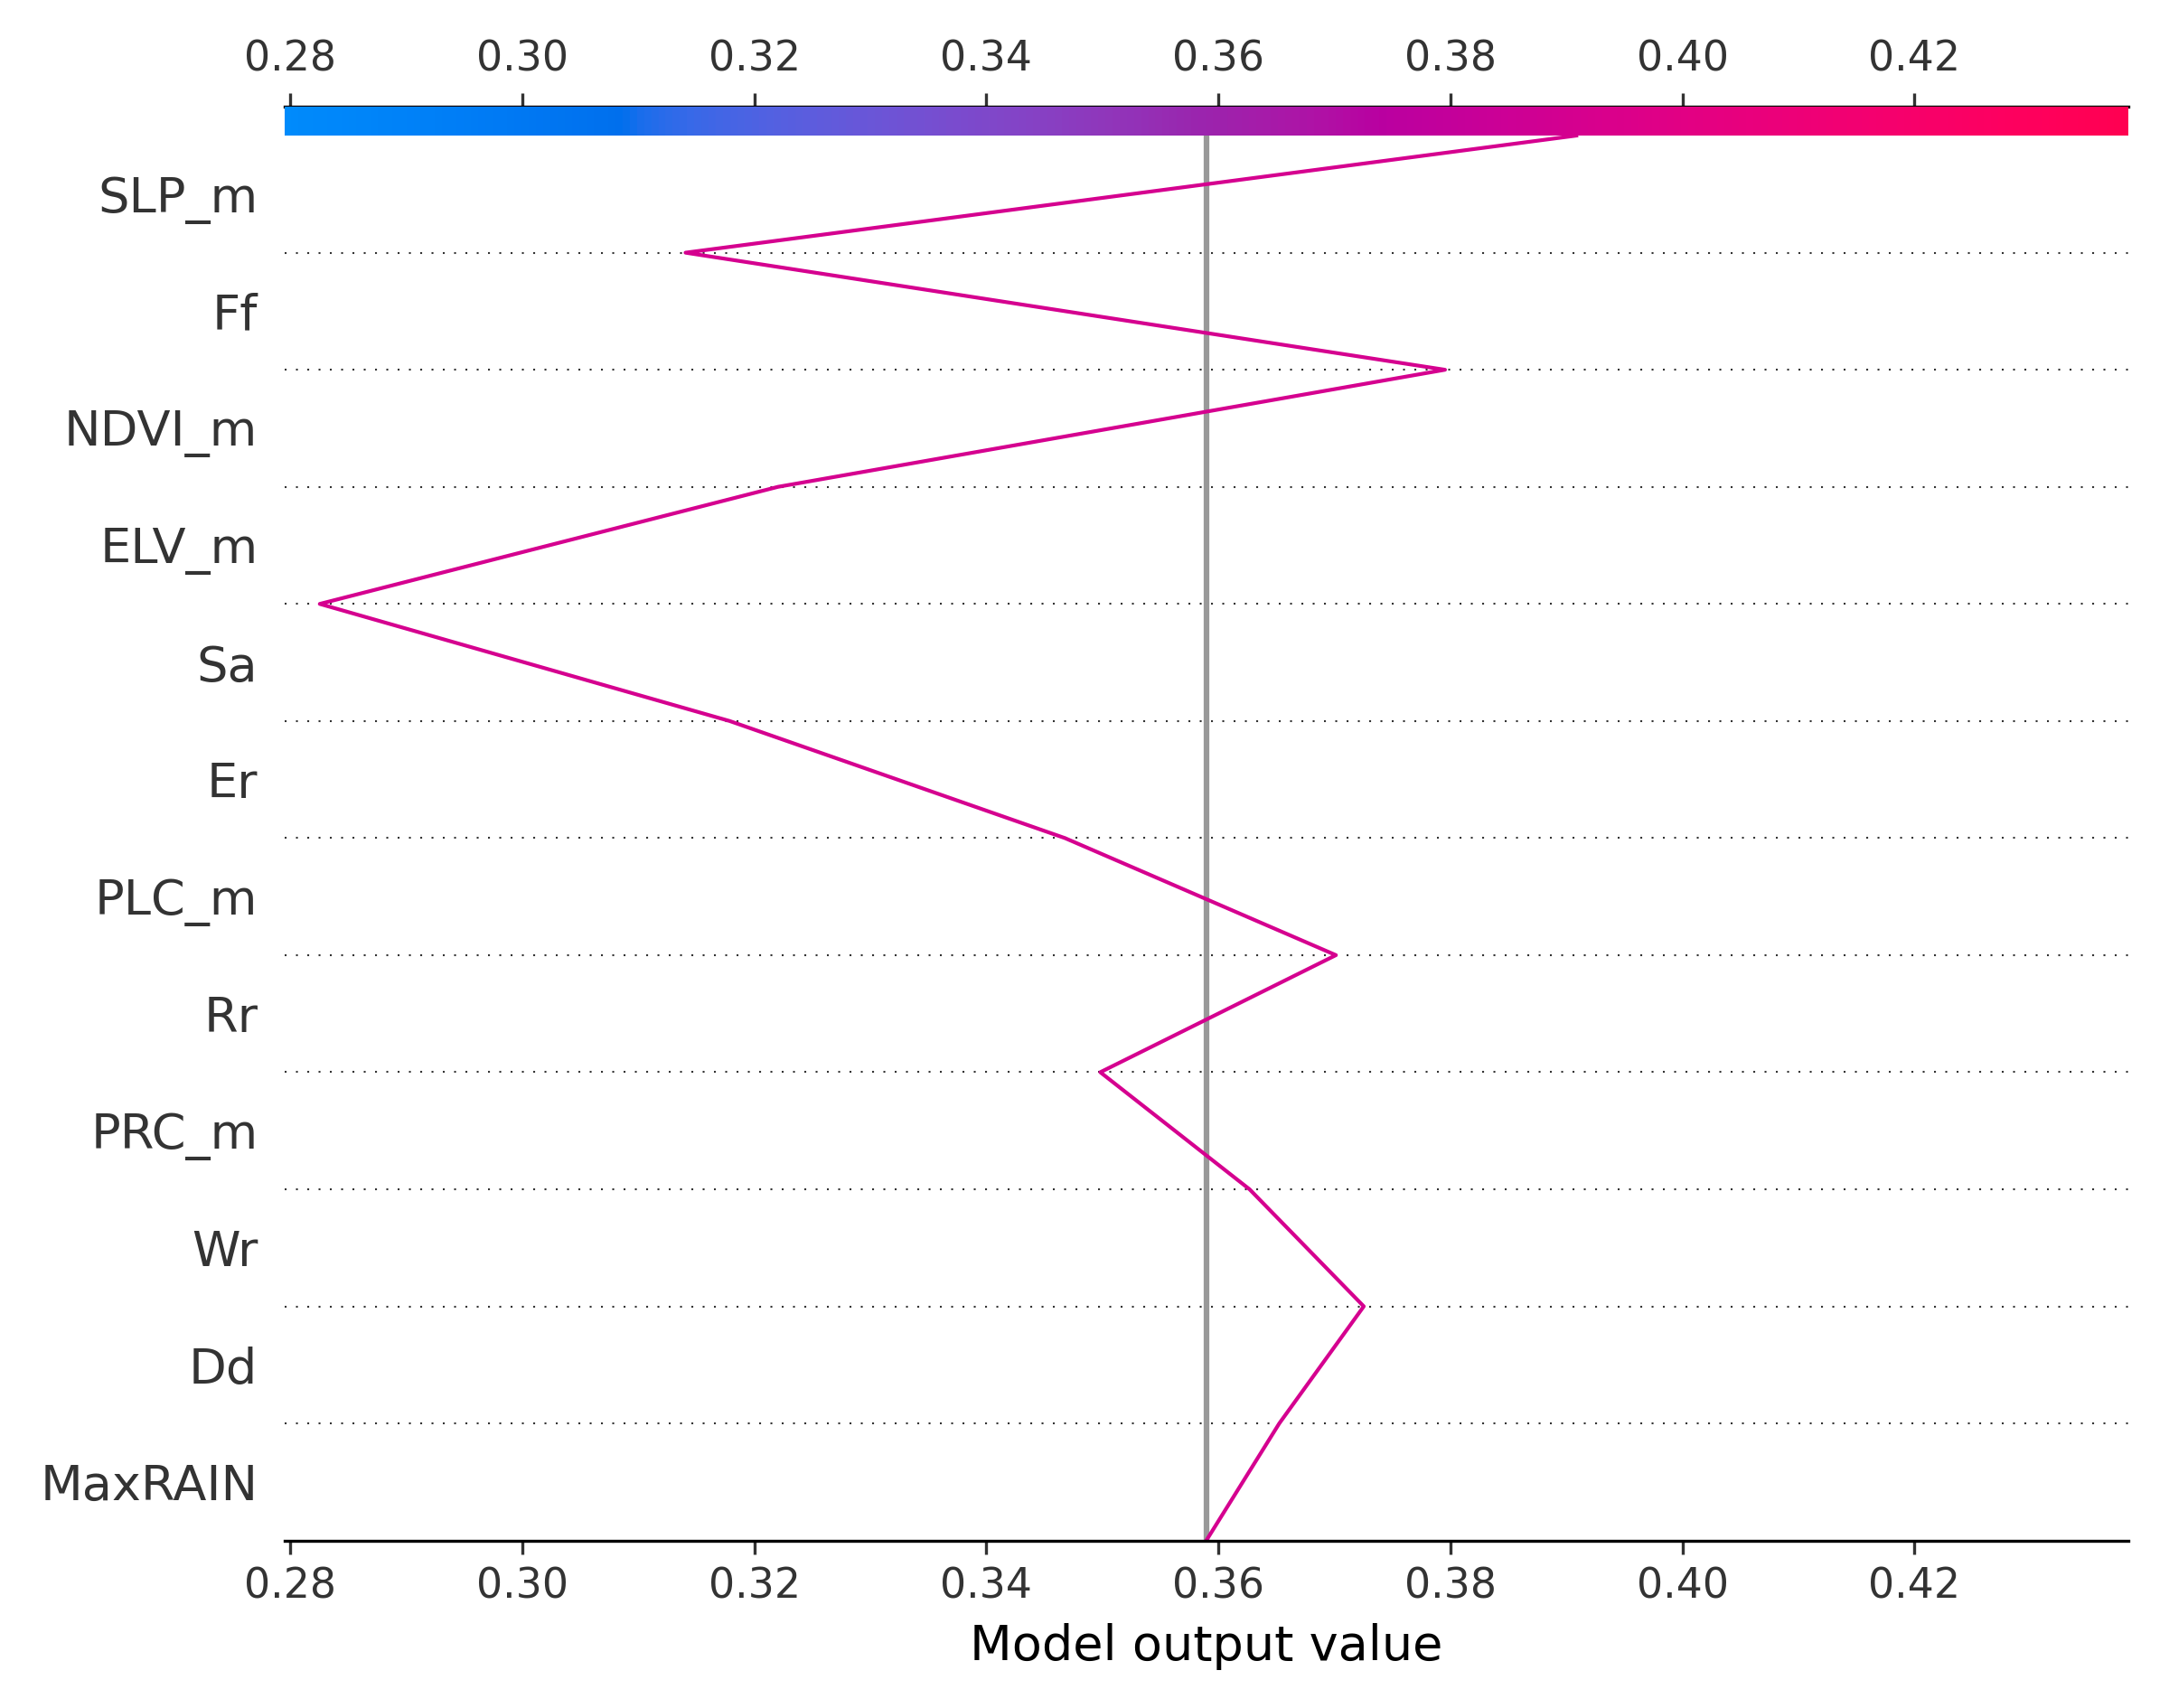 0.28 0.30 0.32 0.34 0.36 0.38 0.40 0.42
SLP_m
Ff
NDVI_m
ELV_m
Sa
Er
PLC_m
Rr
PRC_m
Wr
Dd
MaxRAIN
0.28 0.30 0.32 0.34 0.36 0.38 0.40 0.42
Model output value